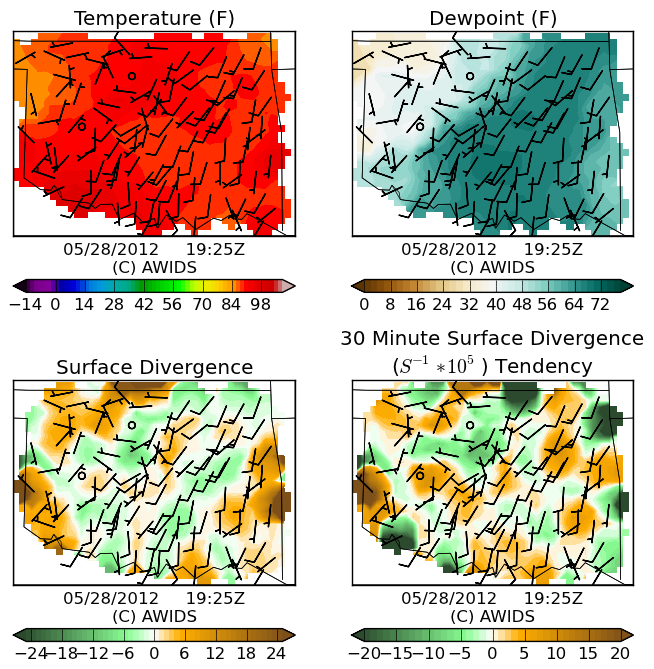 Temperature (F)
05/28/2012 19:25Z
(C) AWIDS
−14 0 14 28 42 56 70 84 98
Dewpoint (F)
05/28/2012 19:25Z
(C) AWIDS
0 8 16 24 32 40 48 56 64 72
Surface Divergence
05/28/2012 19:25Z
(C) AWIDS
−24 −18 −12 −6 0 6 12 18 24
30 Minute Surface Divergence
(S⁻¹ *10⁵ ) Tendency
05/28/2012 19:25Z
(C) AWIDS
−20 −15 −10 −5 0 5 10 15 20